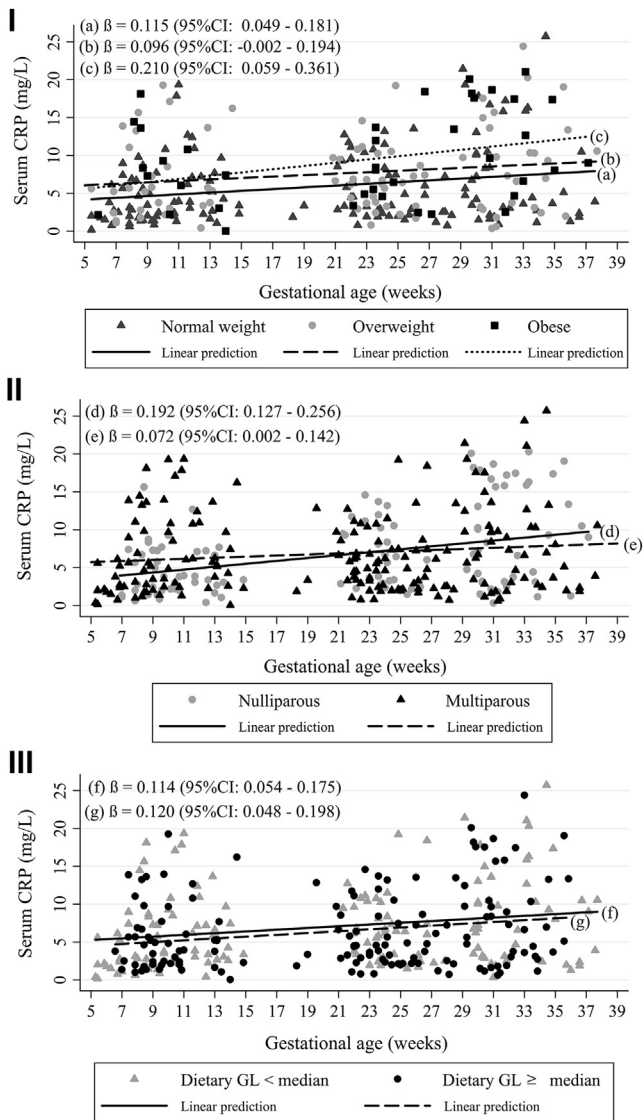 I
(a) ß = 0.115 (95%CI: 0.049 - 0.181)
(b) ß = 0.096 (95%CI: -0.002 - 0.194)
(c) ß = 0.210 (95%CI: 0.059 - 0.361)
Serum CRP (mg/L)
25
20
15
10
5
0
(c)
(b)
(a)
5 7 9 11 13 15 17 19 21 23 25 27 29 31 33 35 37 39
Gestational age (weeks)
Normal weight Overweight Obese
Linear prediction Linear prediction Linear prediction
II
(d) ß = 0.192 (95%CI: 0.127 - 0.256)
(e) ß = 0.072 (95%CI: 0.002 - 0.142)
Serum CRP (mg/L)
25
20
15
10
5
0
(d)
(e)
5 7 9 11 13 15 17 19 21 23 25 27 29 31 33 35 37 39
Gestational age (weeks)
Nulliparous Multiparous
Linear prediction Linear prediction
III
(f) ß = 0.114 (95%CI: 0.054 - 0.175)
(g) ß = 0.120 (95%CI: 0.048 - 0.198)
Serum CRP (mg/L)
25
20
15
10
5
0
(f)
(g)
5 7 9 11 13 15 17 19 21 23 25 27 29 31 33 35 37 39
Gestational age (weeks)
Dietary GL < median Dietary GL ≥ median
Linear prediction Linear prediction